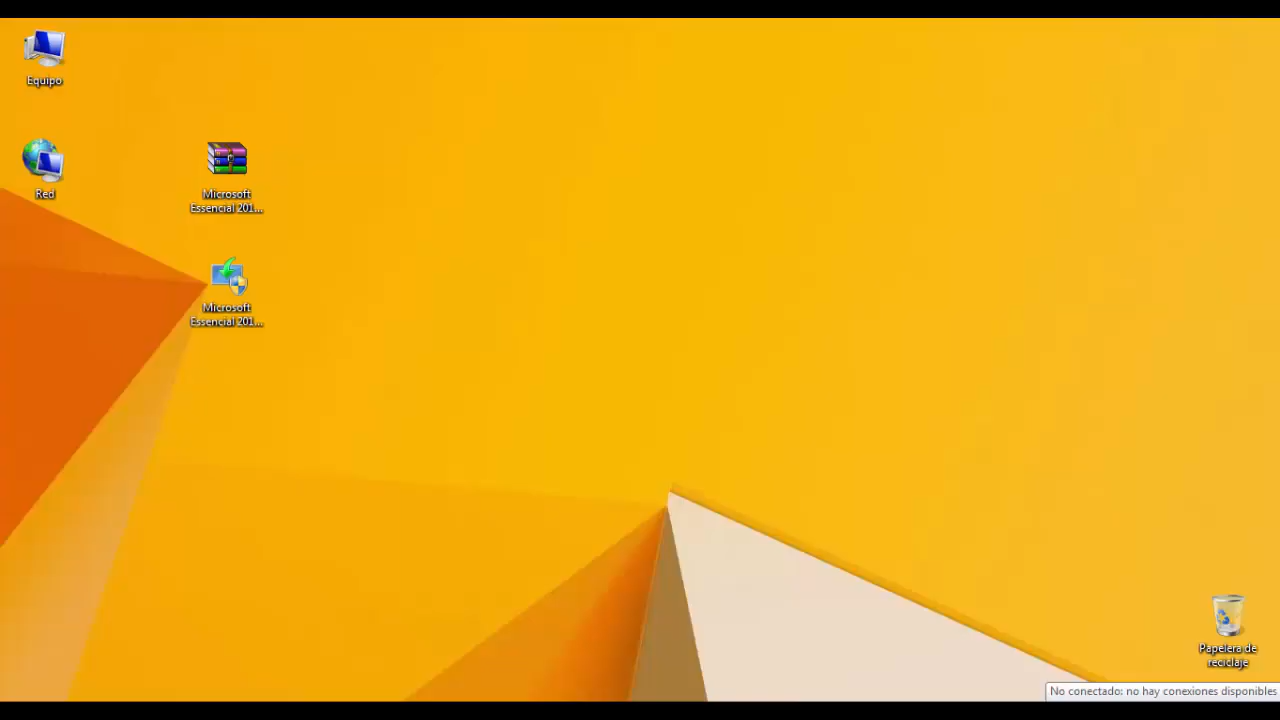 Equipo
Red
Microsoft
Essencial 201...
Microsoft
Essencial 201...
Papelera de
reciclaje
No conectado: no hay conexiones disponibles